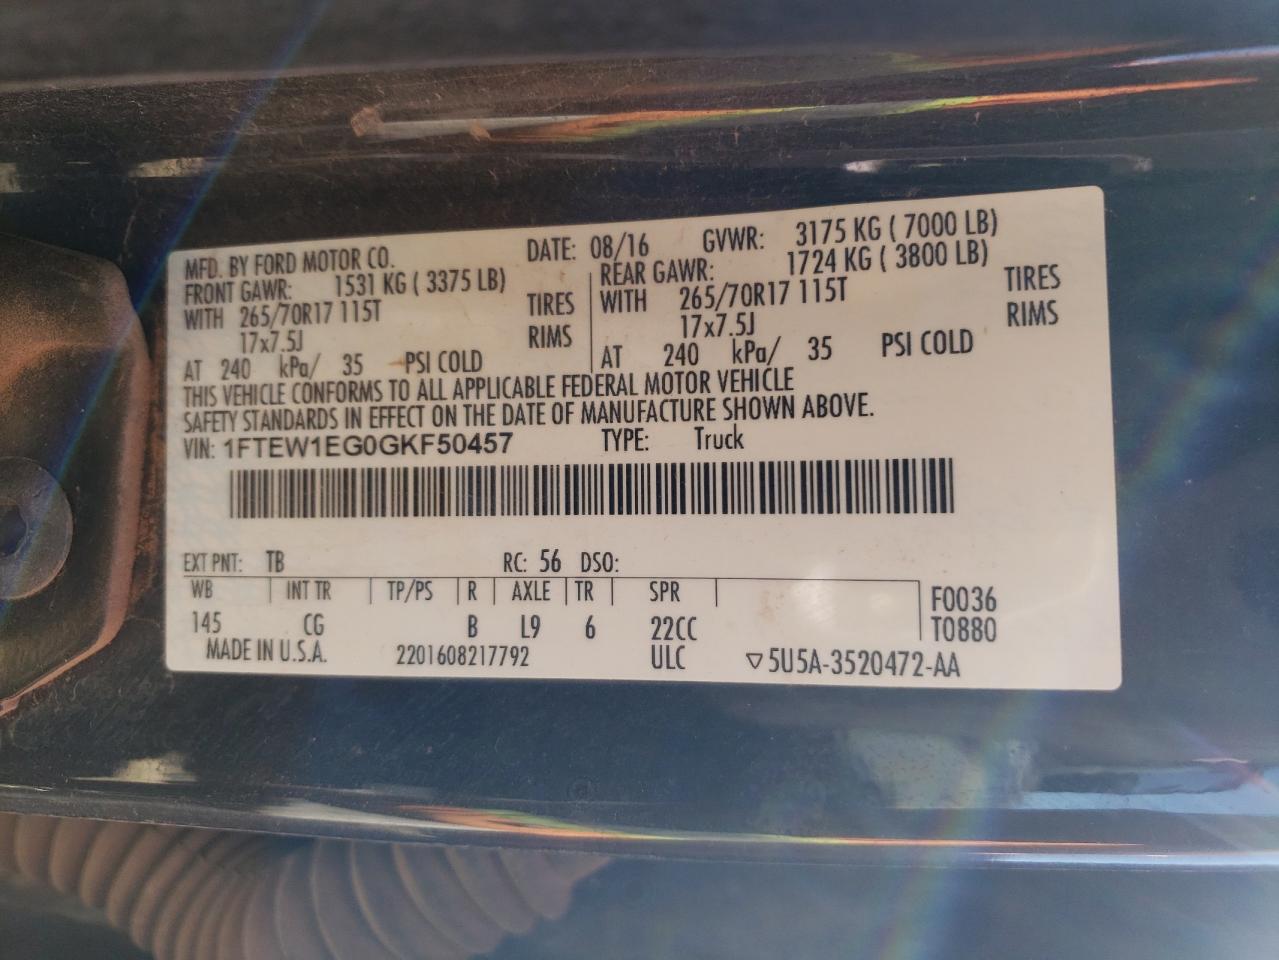 MFD. BY FORD MOTOR CO. DATE: 08/16 GVWR: 3175 KG ( 7000 LB)
FRONT GAWR: 1531 KG ( 3375 LB) REAR GAWR: 1724 KG ( 3800 LB)
WITH 265/70R17 115T TIRES WITH 265/70R17 115T TIRES
17x7.5J RIMS 17x7.5J RIMS
AT 240 kPa/ 35 PSI COLD AT 240 kPa/ 35 PSI COLD
THIS VEHICLE CONFORMS TO ALL APPLICABLE FEDERAL MOTOR VEHICLE
SAFETY STANDARDS IN EFFECT ON THE DATE OF MANUFACTURE SHOWN ABOVE.
VIN: 1FTEW1EG0GKF50457 TYPE: Truck
EXT PNT: TB RC: 56 DSO:
WB INT TR TP/PS R AXLE TR SPR F0036
145 CG B L9 6 22CC T0880
MADE IN U.S.A. 2201608217792 ULC ▽5U5A-3520472-AA